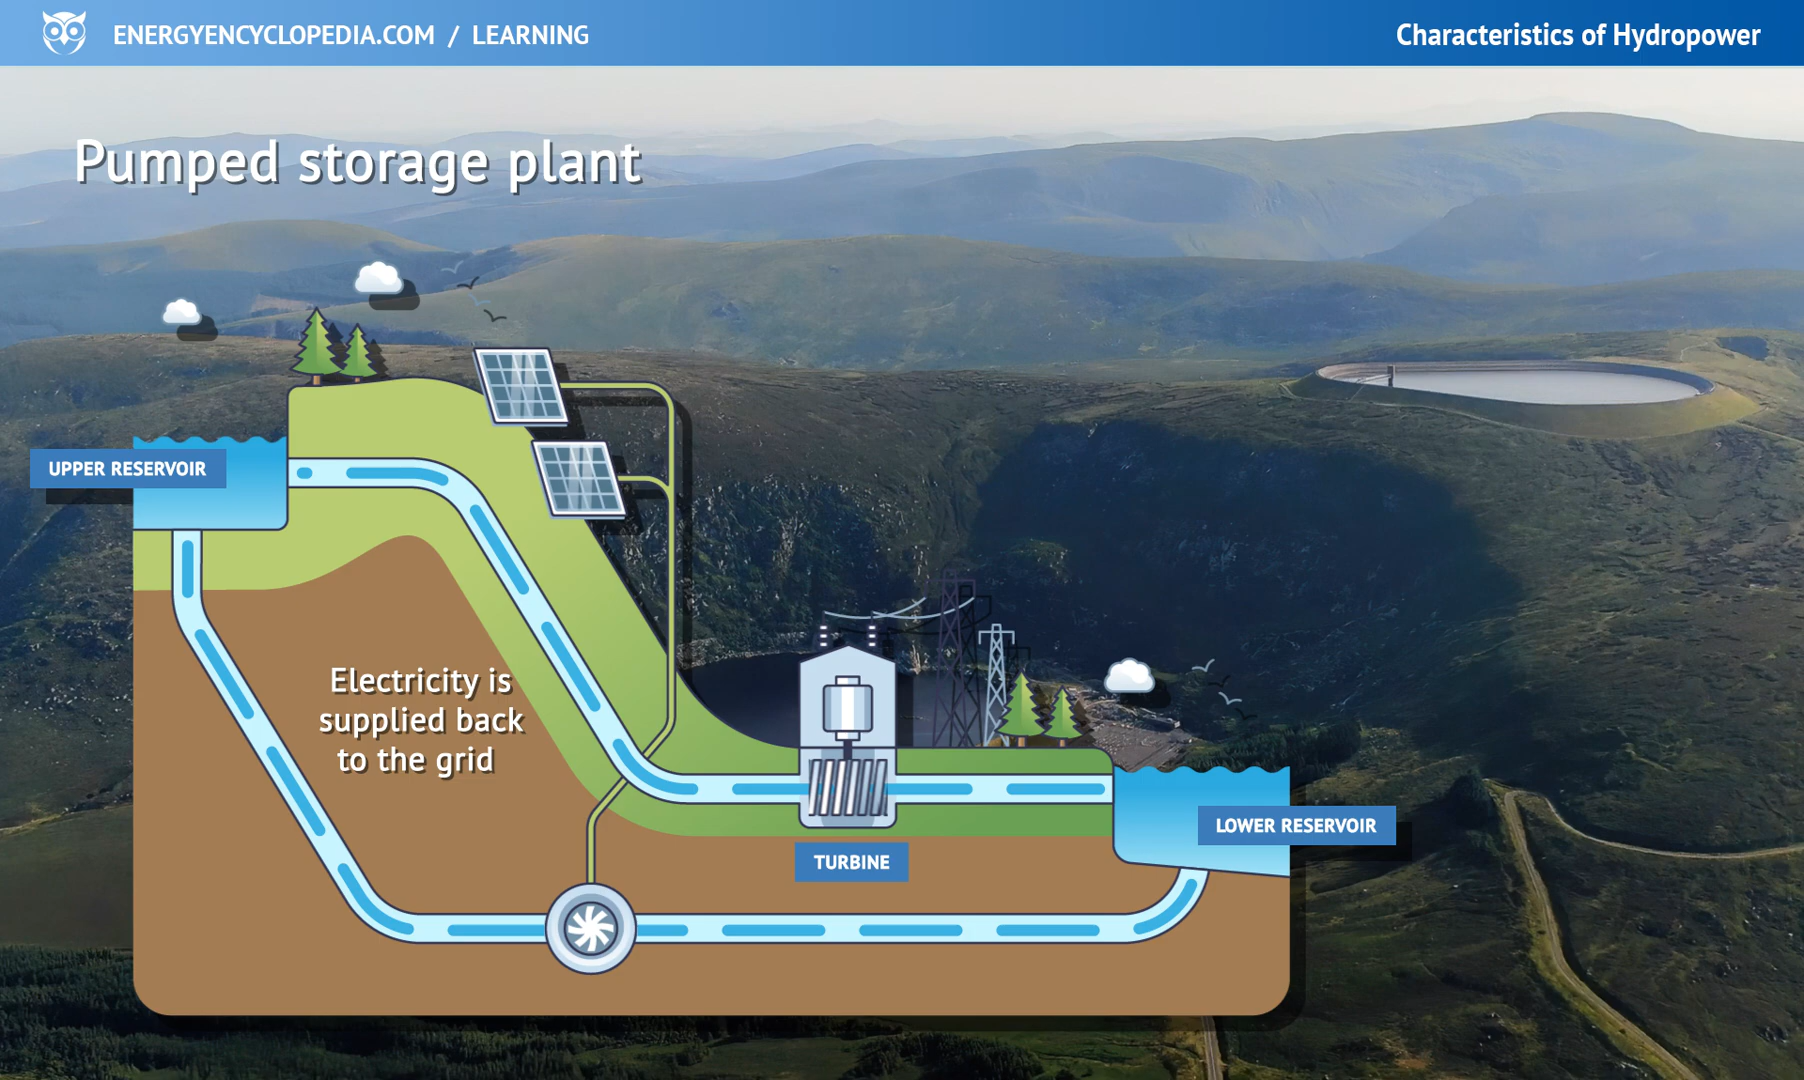 ENERGYENCYCLOPEDIA.COM / LEARNING
Characteristics of Hydropower
Pumped storage plant
UPPER RESERVOIR
Electricity is
supplied back
to the grid
LOWER RESERVOIR
TURBINE